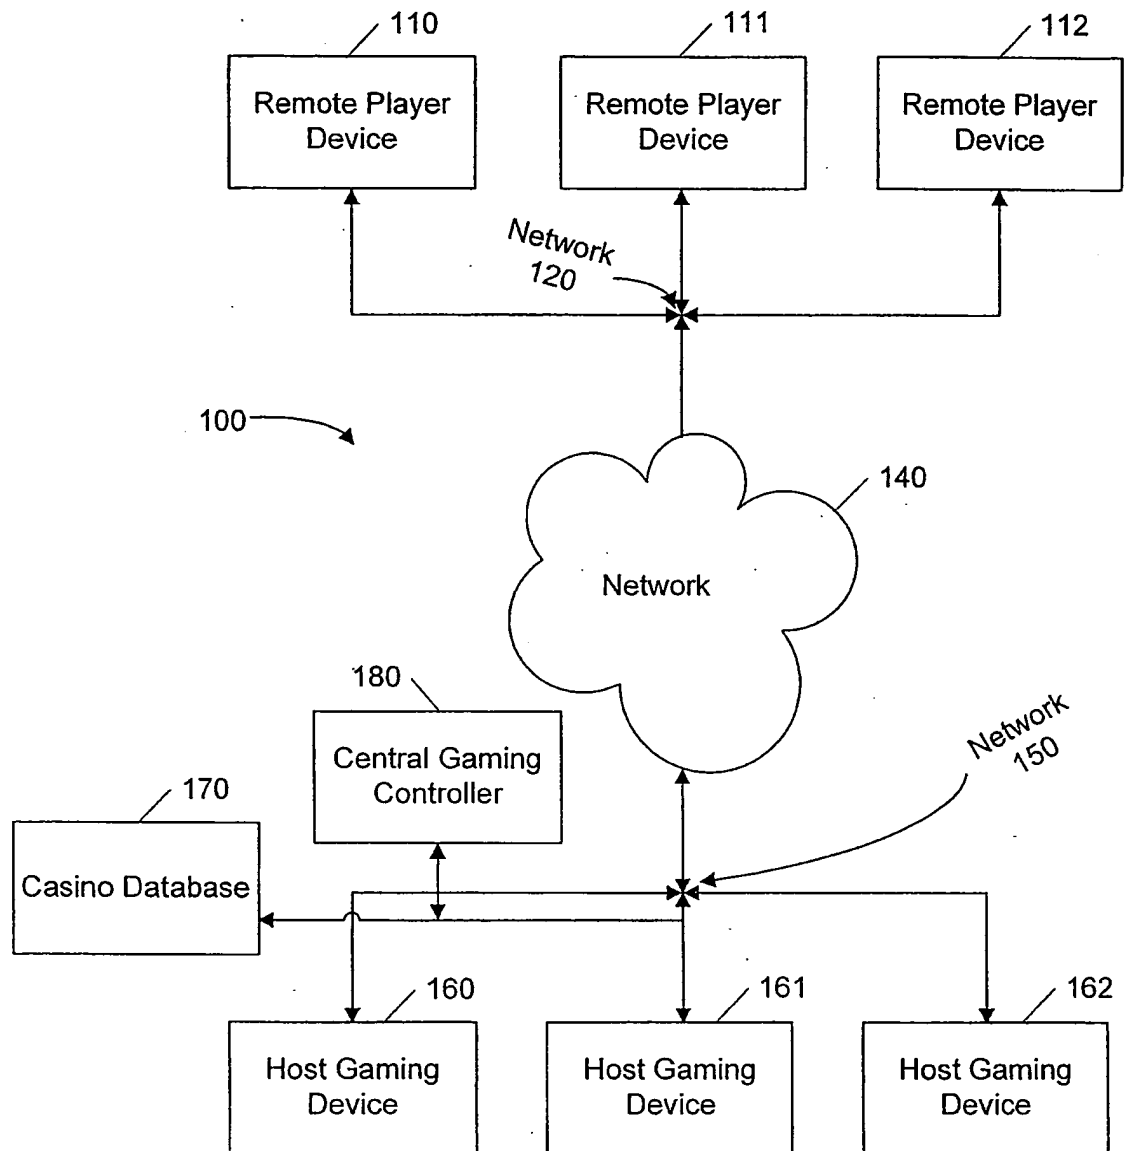 110
111
112
Remote Player
Device
Remote Player
Device
Remote Player
Device
Network
120
100
140
Network
180
Central Gaming
Controller
Network
150
170
Casino Database
160
161
162
Host Gaming
Device
Host Gaming
Device
Host Gaming
Device